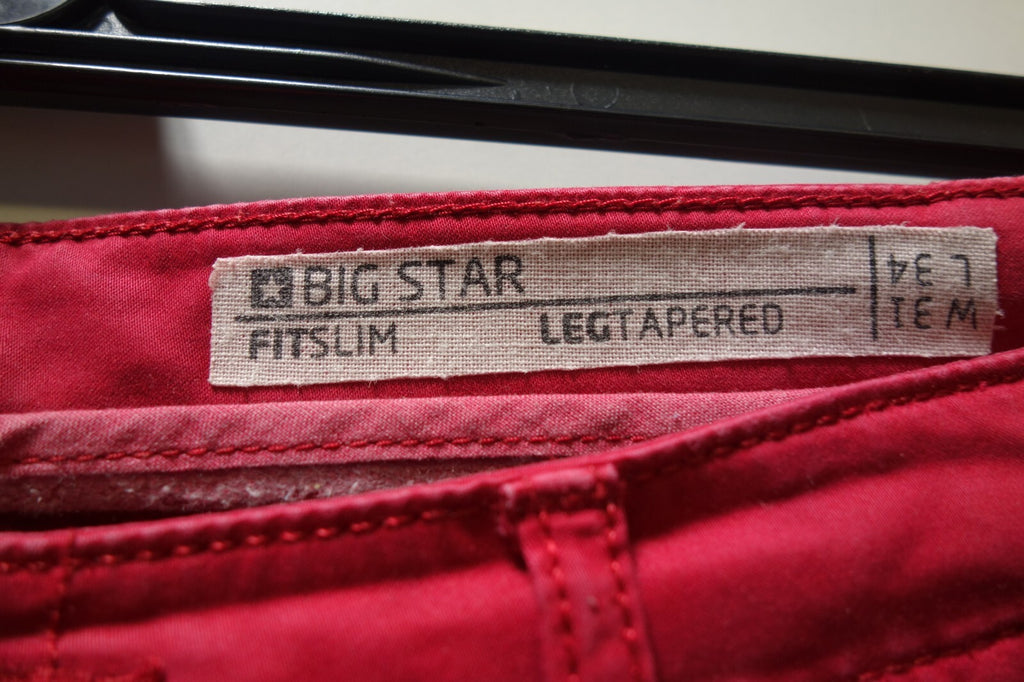 BIG STAR
FITSLIM LEGTAPERED
W 31
L 34